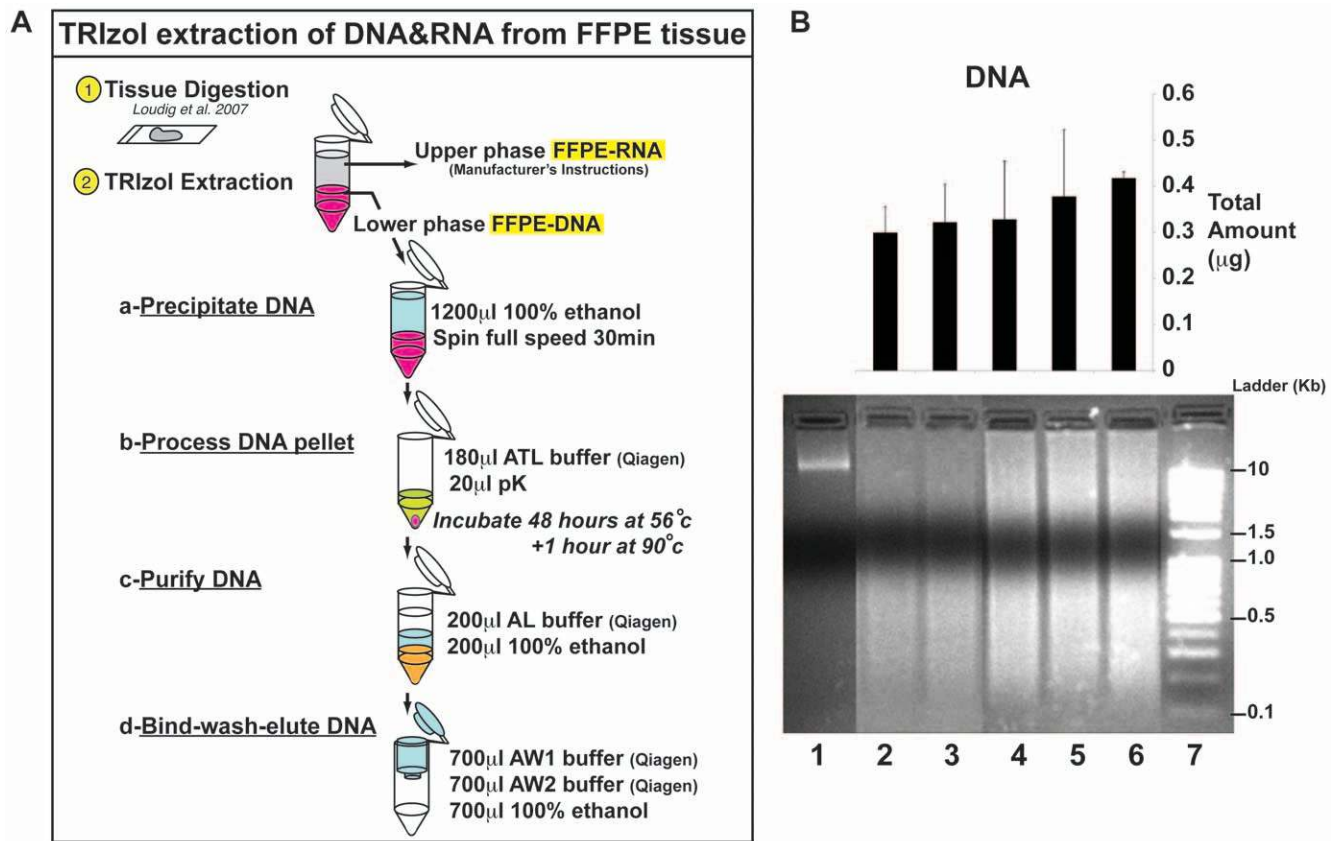 A
TRIzol extraction of DNA&RNA from FFPE tissue
1 Tissue Digestion
Loudig et al. 2007
2 TRIzol Extraction
Upper phase FFPE-RNA
(Manufacturer's Instructions)
Lower phase FFPE-DNA
a-Precipitate DNA
1200µl 100% ethanol
Spin full speed 30min
b-Process DNA pellet
180µl ATL buffer (Qiagen)
20µl pK
Incubate 48 hours at 56°c
+1 hour at 90°c
c-Purify DNA
200µl AL buffer (Qiagen)
200µl 100% ethanol
d-Bind-wash-elute DNA
700µl AW1 buffer (Qiagen)
700µl AW2 buffer (Qiagen)
700µl 100% ethanol
B
DNA
0.6
0.5
0.4
0.3
0.2
0.1
0
Total
Amount
(µg)
Ladder (Kb)
10
1.5
1.0
0.5
0.1
1 2 3 4 5 6 7